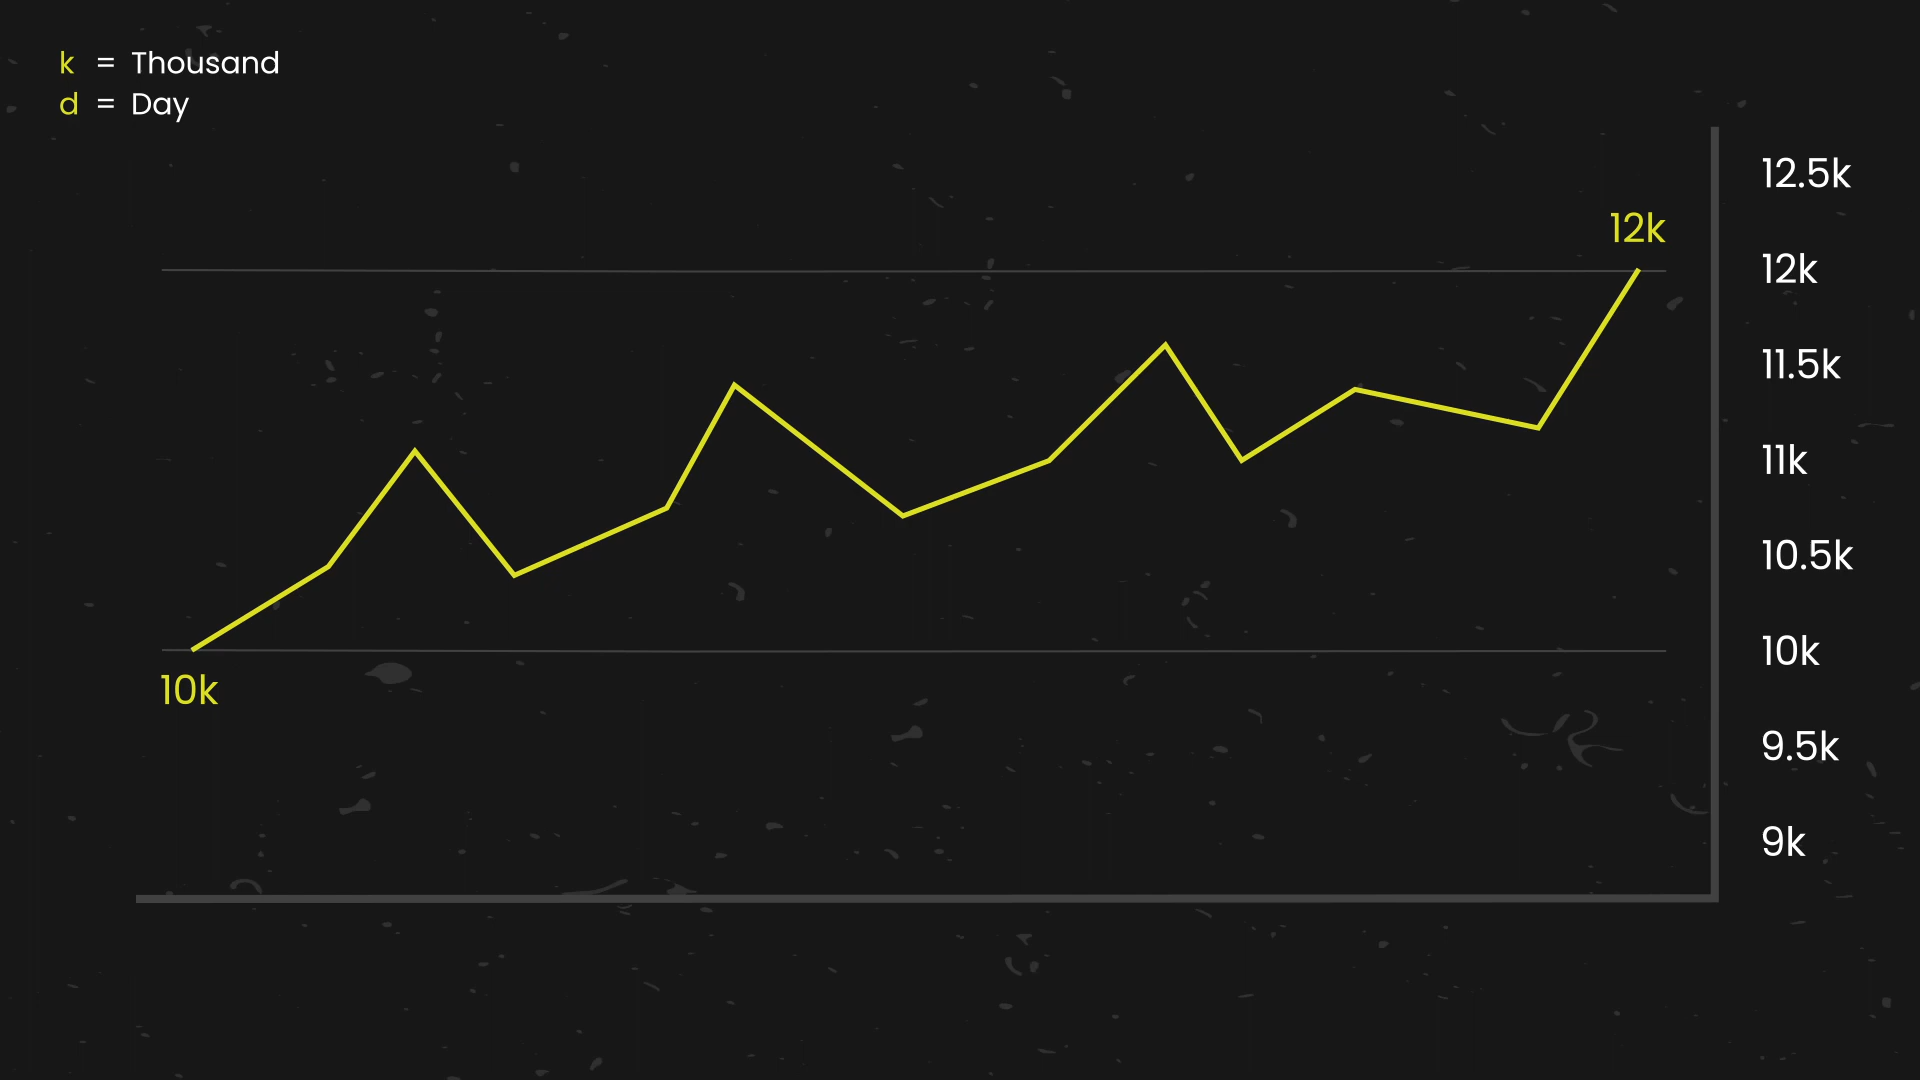 k = Thousand
d = Day
12.5k
12k
12k
11.5k
11k
10.5k
10k
10k
9.5k
9k